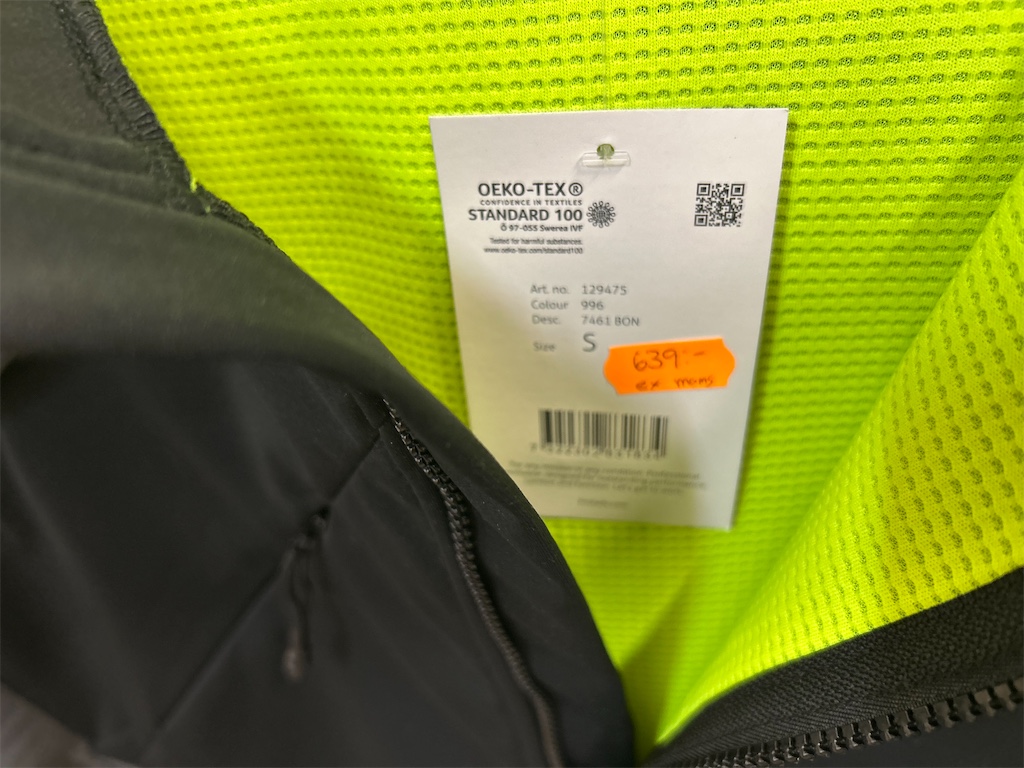 OEKO-TEX®
CONFIDENCE IN TEXTILES
STANDARD 100
Ö 97-055 Swerea IVF
Tested for harmful substances.
www.oeko-tex.com/standard100
Art. no. 129475
Colour 996
Desc. 7461 BON
Size S
639:-
ex moms